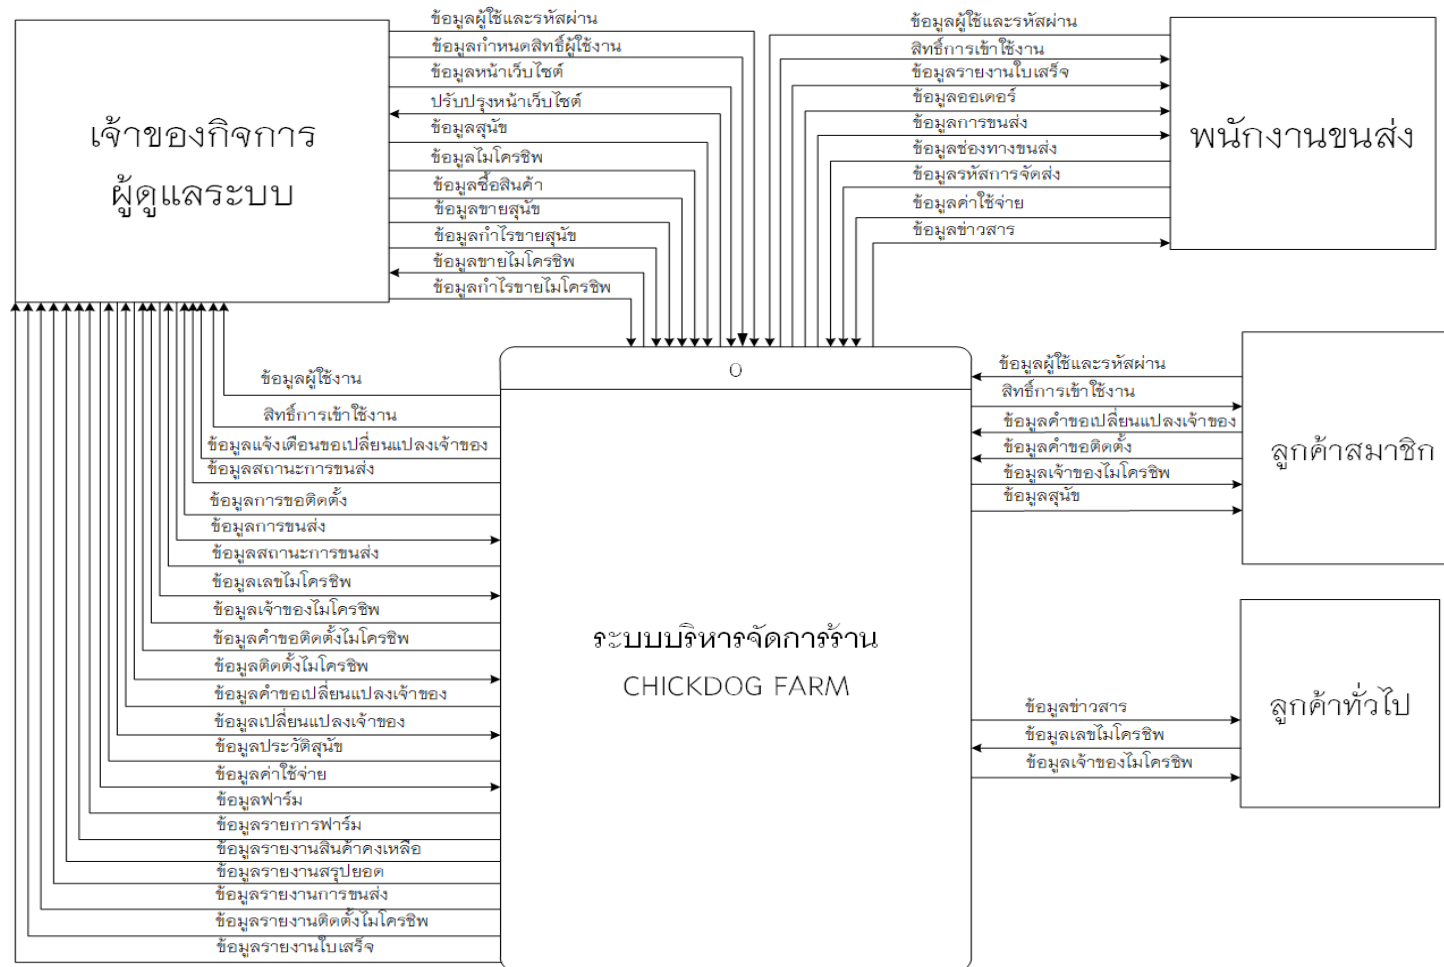 เจ้าของกิจการ
ผู้ดูแลระบบ
ข้อมูลผู้ใช้และรหัสผ่าน
ข้อมูลกำหนดสิทธิ์ผู้ใช้งาน
ข้อมูลหน้าเว็บไซต์
ปรับปรุงหน้าเว็บไซต์
ข้อมูลสุนัข
ข้อมูลไมโครชิพ
ข้อมูลซื้อสินค้า
ข้อมูลขายสุนัข
ข้อมูลกำไรขายสุนัข
ข้อมูลขายไมโครชิพ
ข้อมูลกำไรขายไมโครชิพ
ข้อมูลผู้ใช้และรหัสผ่าน
สิทธิ์การเข้าใช้งาน
ข้อมูลรายงานใบเสร็จ
ข้อมูลออเดอร์
ข้อมูลการขนส่ง
ข้อมูลช่องทางขนส่ง
ข้อมูลรหัสการจัดส่ง
ข้อมูลค่าใช้จ่าย
ข้อมูลข่าวสาร
พนักงานขนส่ง
ข้อมูลผู้ใช้งาน
สิทธิ์การเข้าใช้งาน
ข้อมูลแจ้งเตือนขอเปลี่ยนแปลงเจ้าของ
ข้อมูลสถานะการขนส่ง
ข้อมูลการขอติดตั้ง
ข้อมูลการขนส่ง
ข้อมูลสถานะการขนส่ง
ข้อมูลเลขไมโครชิพ
ข้อมูลเจ้าของไมโครชิพ
ข้อมูลคำขอติดตั้งไมโครชิพ
ข้อมูลติดตั้งไมโครชิพ
ข้อมูลคำขอเปลี่ยนแปลงเจ้าของ
ข้อมูลเปลี่ยนแปลงเจ้าของ
ข้อมูลประวัติสุนัข
ข้อมูลค่าใช้จ่าย
ข้อมูลฟาร์ม
ข้อมูลรายการฟาร์ม
ข้อมูลรายงานสินค้าคงเหลือ
ข้อมูลรายงานสรุปยอด
ข้อมูลรายงานการขนส่ง
ข้อมูลรายงานติดตั้งไมโครชิพ
ข้อมูลรายงานใบเสร็จ
0
ระบบบริหารจัดการร้าน
CHICKDOG FARM
ข้อมูลผู้ใช้และรหัสผ่าน
สิทธิ์การเข้าใช้งาน
ข้อมูลคำขอเปลี่ยนแปลงเจ้าของ
ข้อมูลคำขอติดตั้ง
ข้อมูลเจ้าของไมโครชิพ
ข้อมูลสุนัข
ลูกค้าสมาชิก
ข้อมูลข่าวสาร
ข้อมูลเลขไมโครชิพ
ข้อมูลเจ้าของไมโครชิพ
ลูกค้าทั่วไป